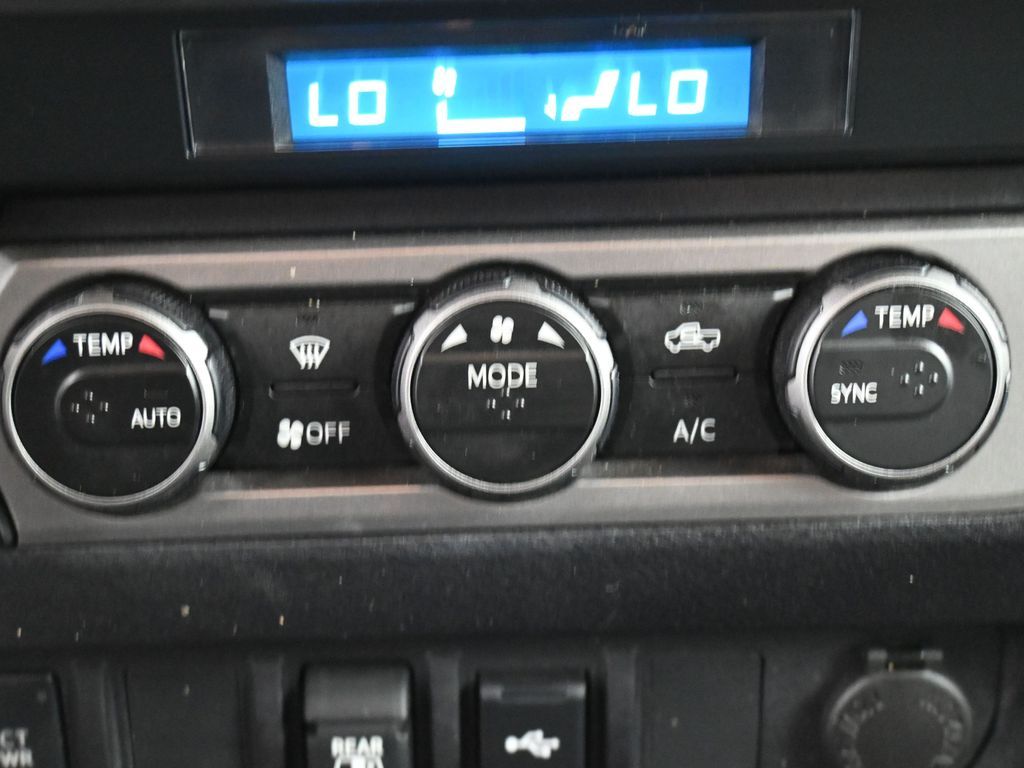 LO LO
TEMP
AUTO
OFF
MODE
A/C
TEMP
SYNC
REAR